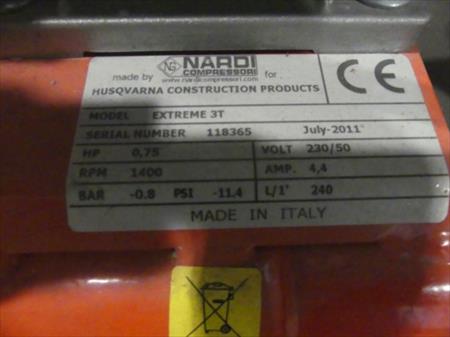 NARDI
COMPRESSORI
made by for
www.nardicompressori.com
HUSQVARNA CONSTRUCTION PRODUCTS
CE
MODEL EXTREME 3T
SERIAL NUMBER 118365 July-2011
HP 0,75 VOLT 230/50
RPM 1400 AMP. 4,4
BAR -0.8 PSI -11.4 L/1' 240
MADE IN ITALY